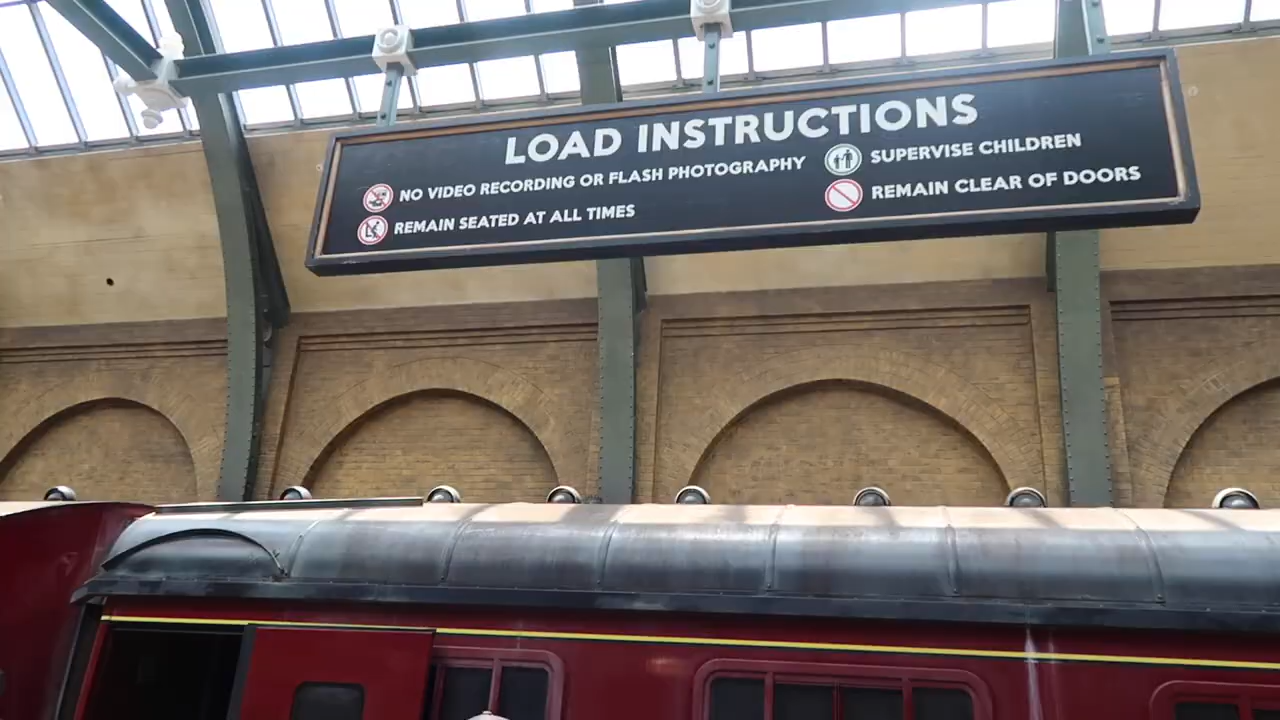 LOAD INSTRUCTIONS
NO VIDEO RECORDING OR FLASH PHOTOGRAPHY
REMAIN SEATED AT ALL TIMES
SUPERVISE CHILDREN
REMAIN CLEAR OF DOORS